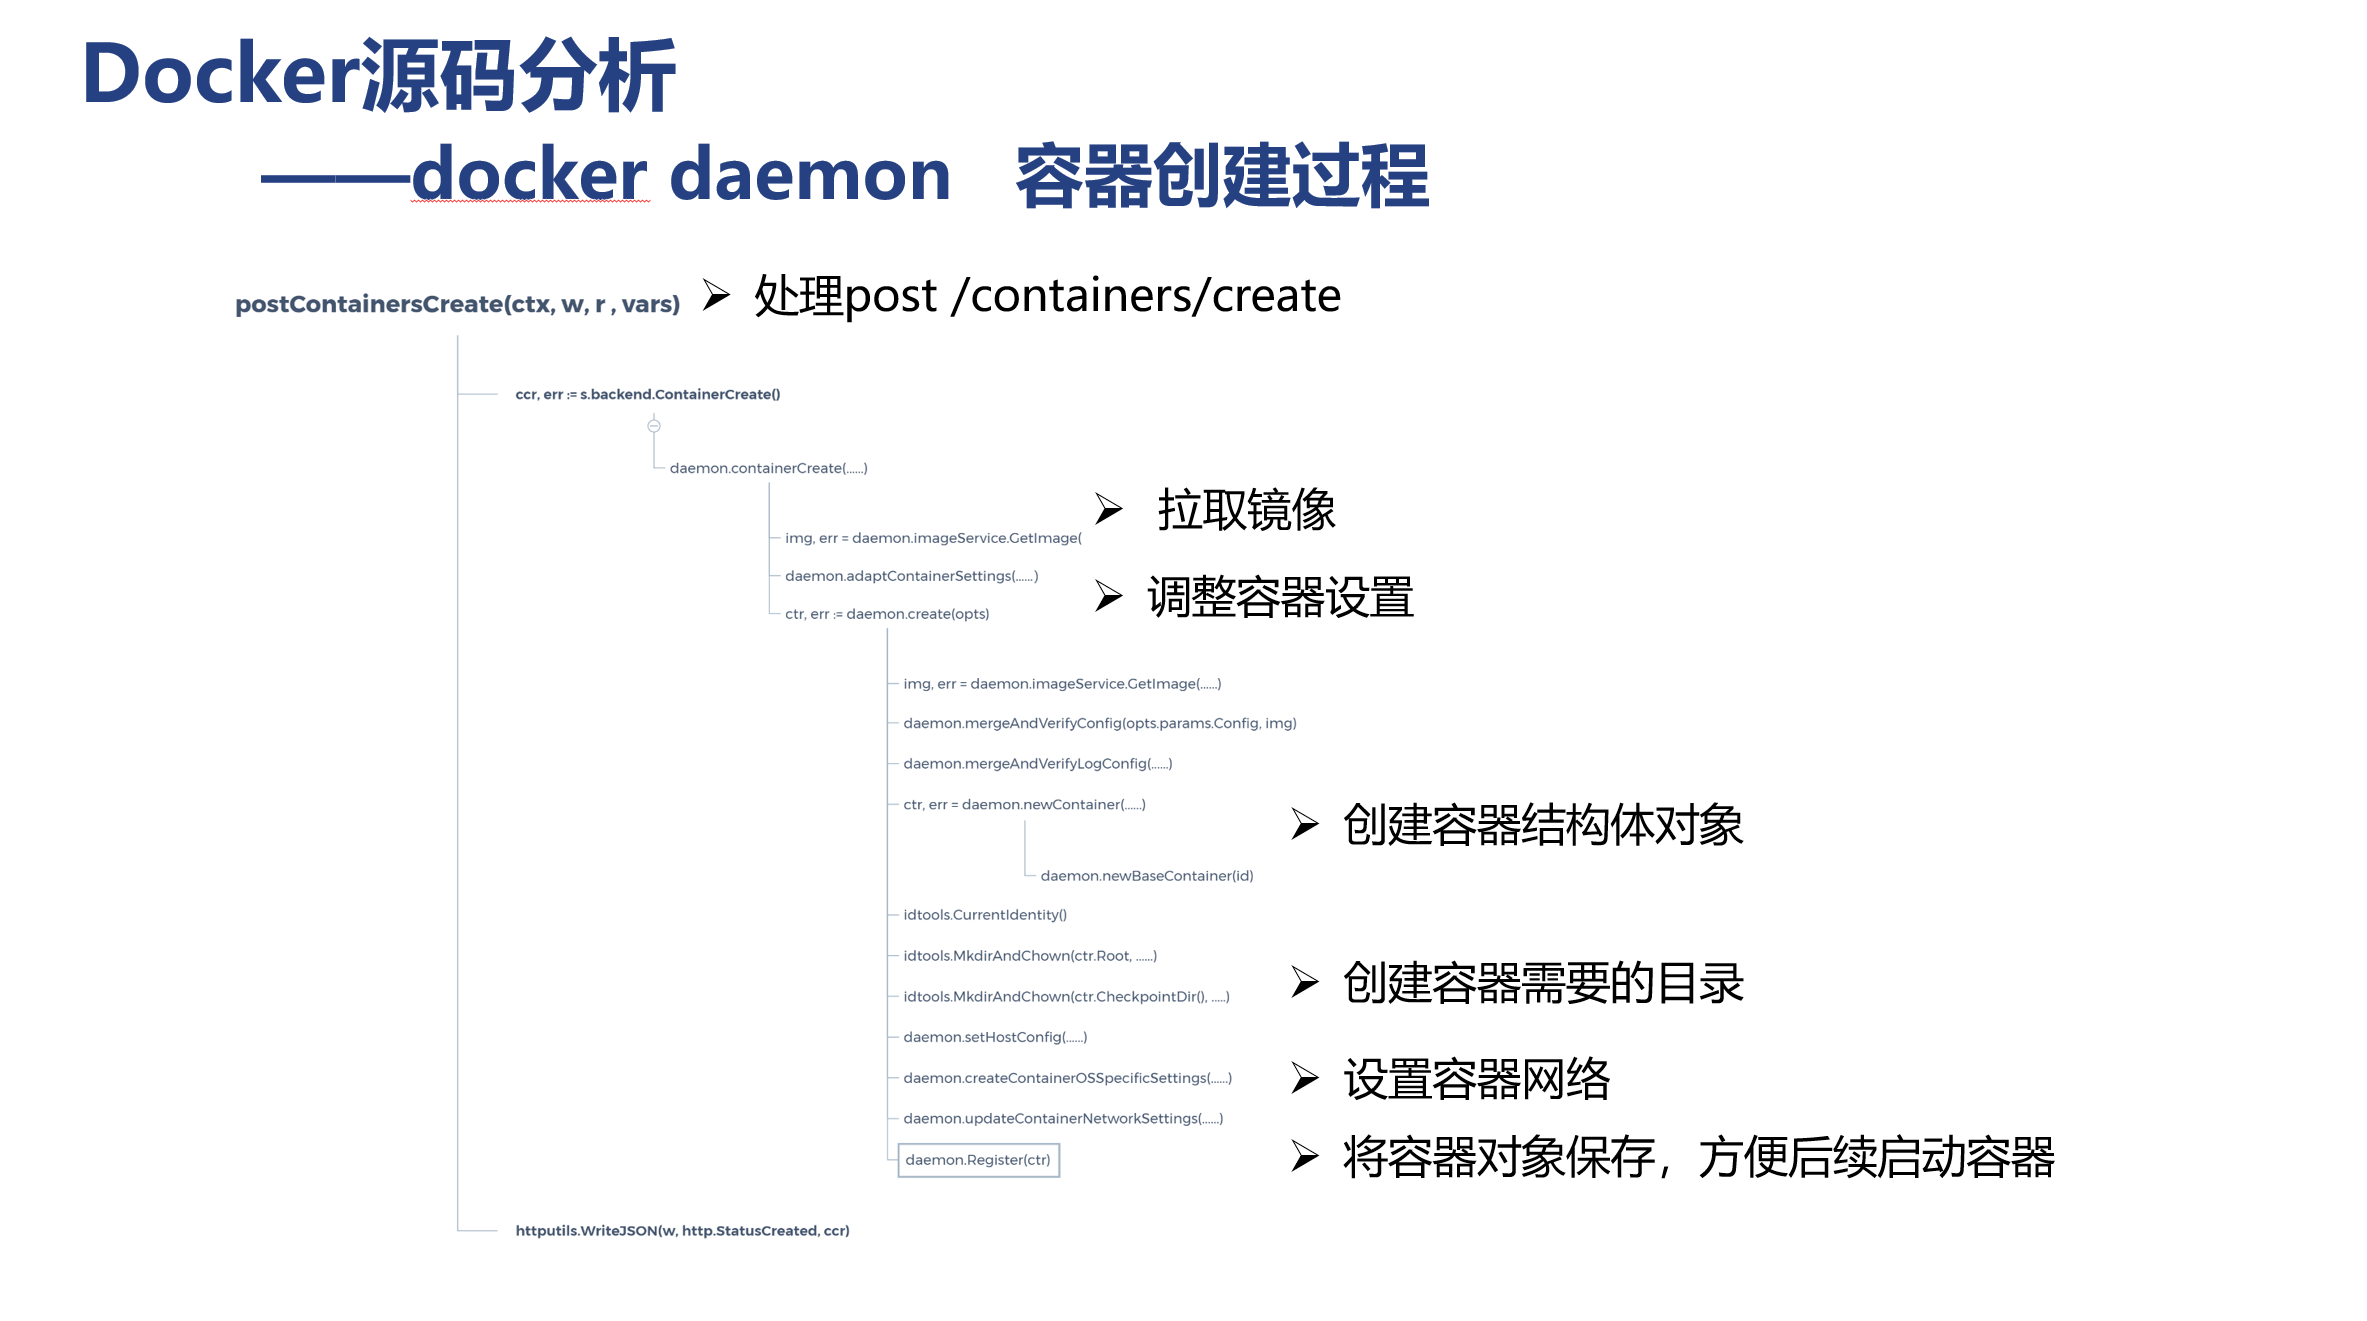 Docker源码分析
——docker daemon 容器创建过程
postContainersCreate(ctx, w, r , vars)
➢ 处理post /containers/create
ccr, err := s.backend.ContainerCreate()
daemon.containerCreate(......)
➢ 拉取镜像
img, err = daemon.imageService.GetImage(
daemon.adaptContainerSettings(......)
➢ 调整容器设置
ctr, err := daemon.create(opts)
img, err = daemon.imageService.GetImage(......)
daemon.mergeAndVerifyConfig(opts.params.Config, img)
daemon.mergeAndVerifyLogConfig(......)
ctr, err = daemon.newContainer(......)
➢ 创建容器结构体对象
daemon.newBaseContainer(id)
idtools.CurrentIdentity()
idtools.MkdirAndChown(ctr.Root, ......)
➢ 创建容器需要的目录
idtools.MkdirAndChown(ctr.CheckpointDir(), .....)
daemon.setHostConfig(......)
daemon.createContainerOSSpecificSettings(......)
➢ 设置容器网络
daemon.updateContainerNetworkSettings(......)
daemon.Register(ctr)
➢ 将容器对象保存，方便后续启动容器
httputils.WriteJSON(w, http.StatusCreated, ccr)